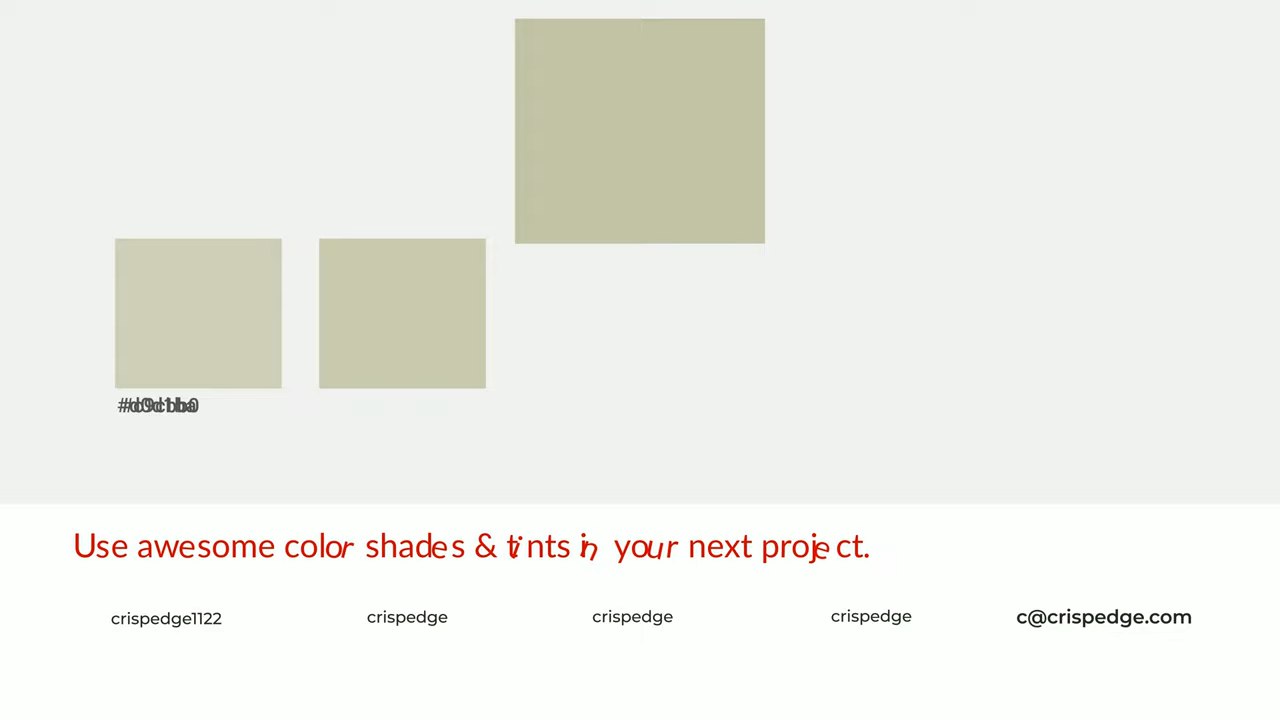 Use awesome color shades & tints in your next project.
crispedge1122 crispedge crispedge crispedge c@crispedge.com